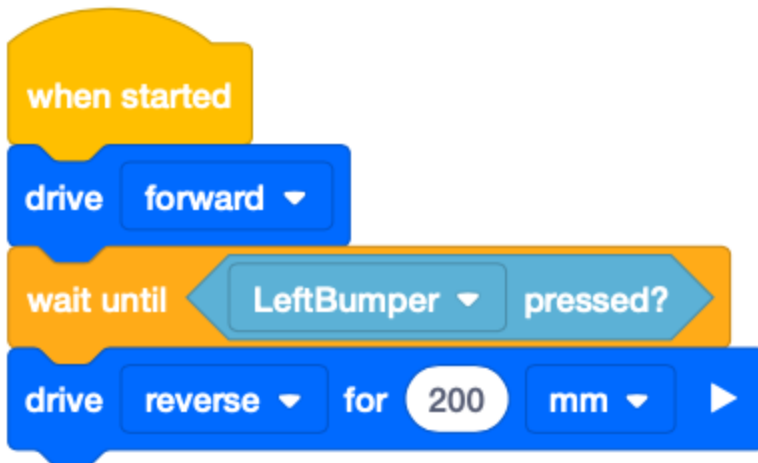 when started
drive forward
wait until LeftBumper pressed?
drive reverse for 200 mm